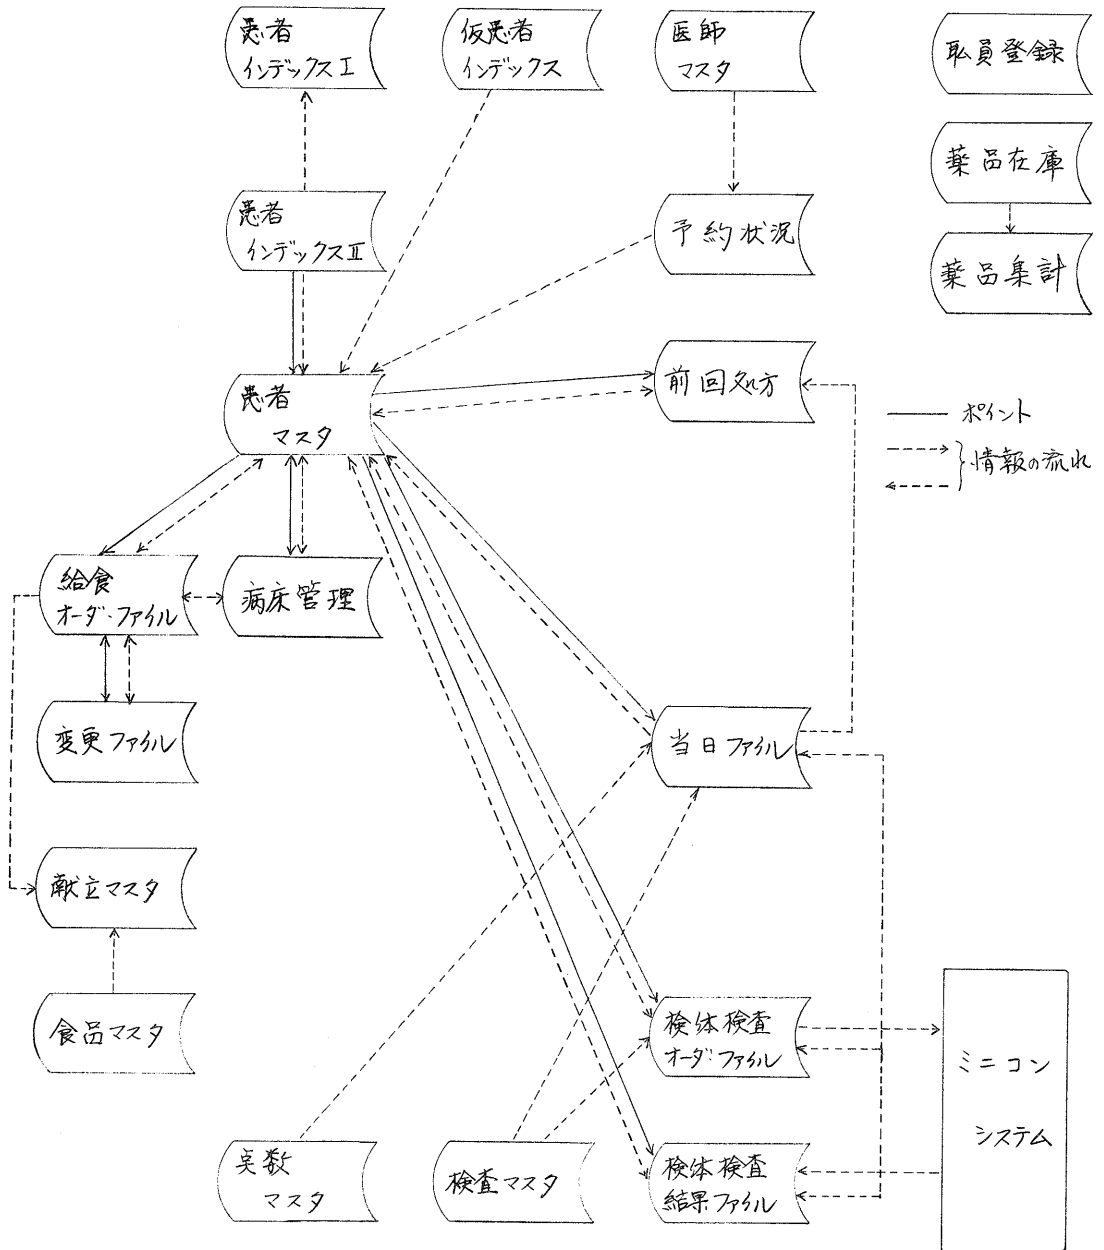 患者
インデックスⅠ
仮患者
インデックス
医師
マスタ
職員登録
薬品在庫
薬品集計
患者
インデックスⅡ
予約状況
患者
マスタ
前回処方
ポイント
情報の流れ
給食
オーダ・ファイル
病床管理
変更ファイル
当日ファイル
献立マスタ
食品マスタ
検体検査
オーダ・ファイル
ミニコン
システム
点数
マスタ
検査マスタ
検体検査
結果ファイル